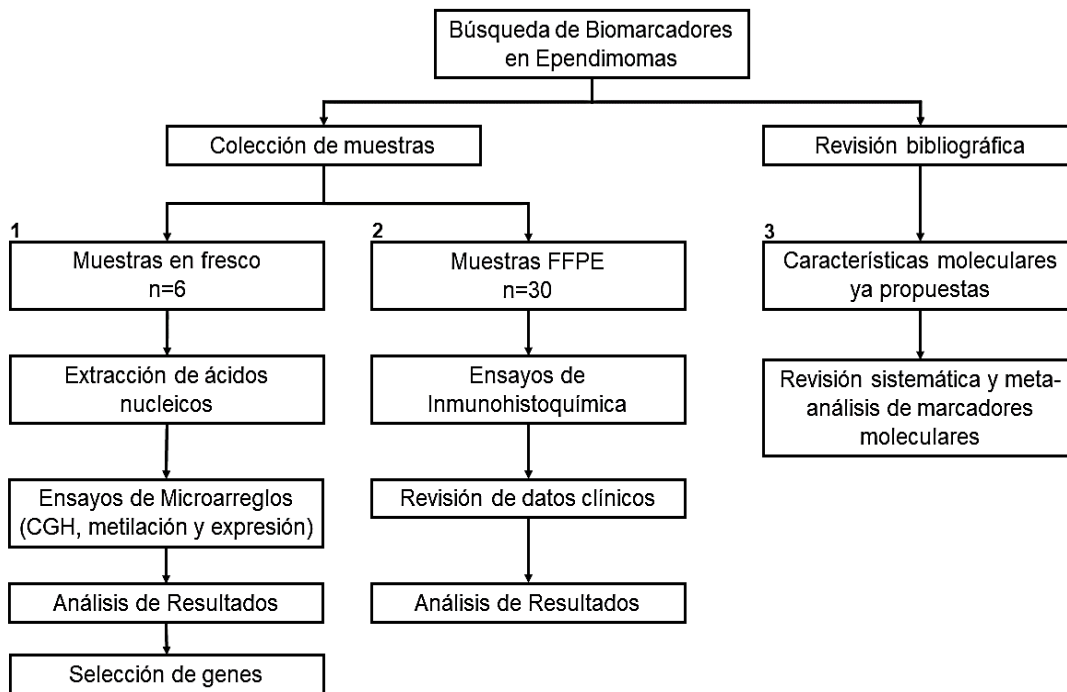 Búsqueda de Biomarcadores
en Ependimomas
Colección de muestras
Revisión bibliográfica
1
Muestras en fresco
n=6
2
Muestras FFPE
n=30
3
Características moleculares
ya propuestas
Extracción de ácidos
nucleicos
Ensayos de
Inmunohistoquímica
Revisión sistemática y meta-
análisis de marcadores
moleculares
Ensayos de Microarreglos
(CGH, metilación y expresión)
Revisión de datos clínicos
Análisis de Resultados
Análisis de Resultados
Selección de genes